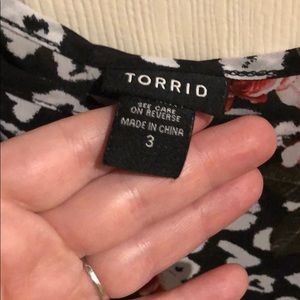 TORRID
SEE CARE
ON REVERSE
MADE IN CHINA
3